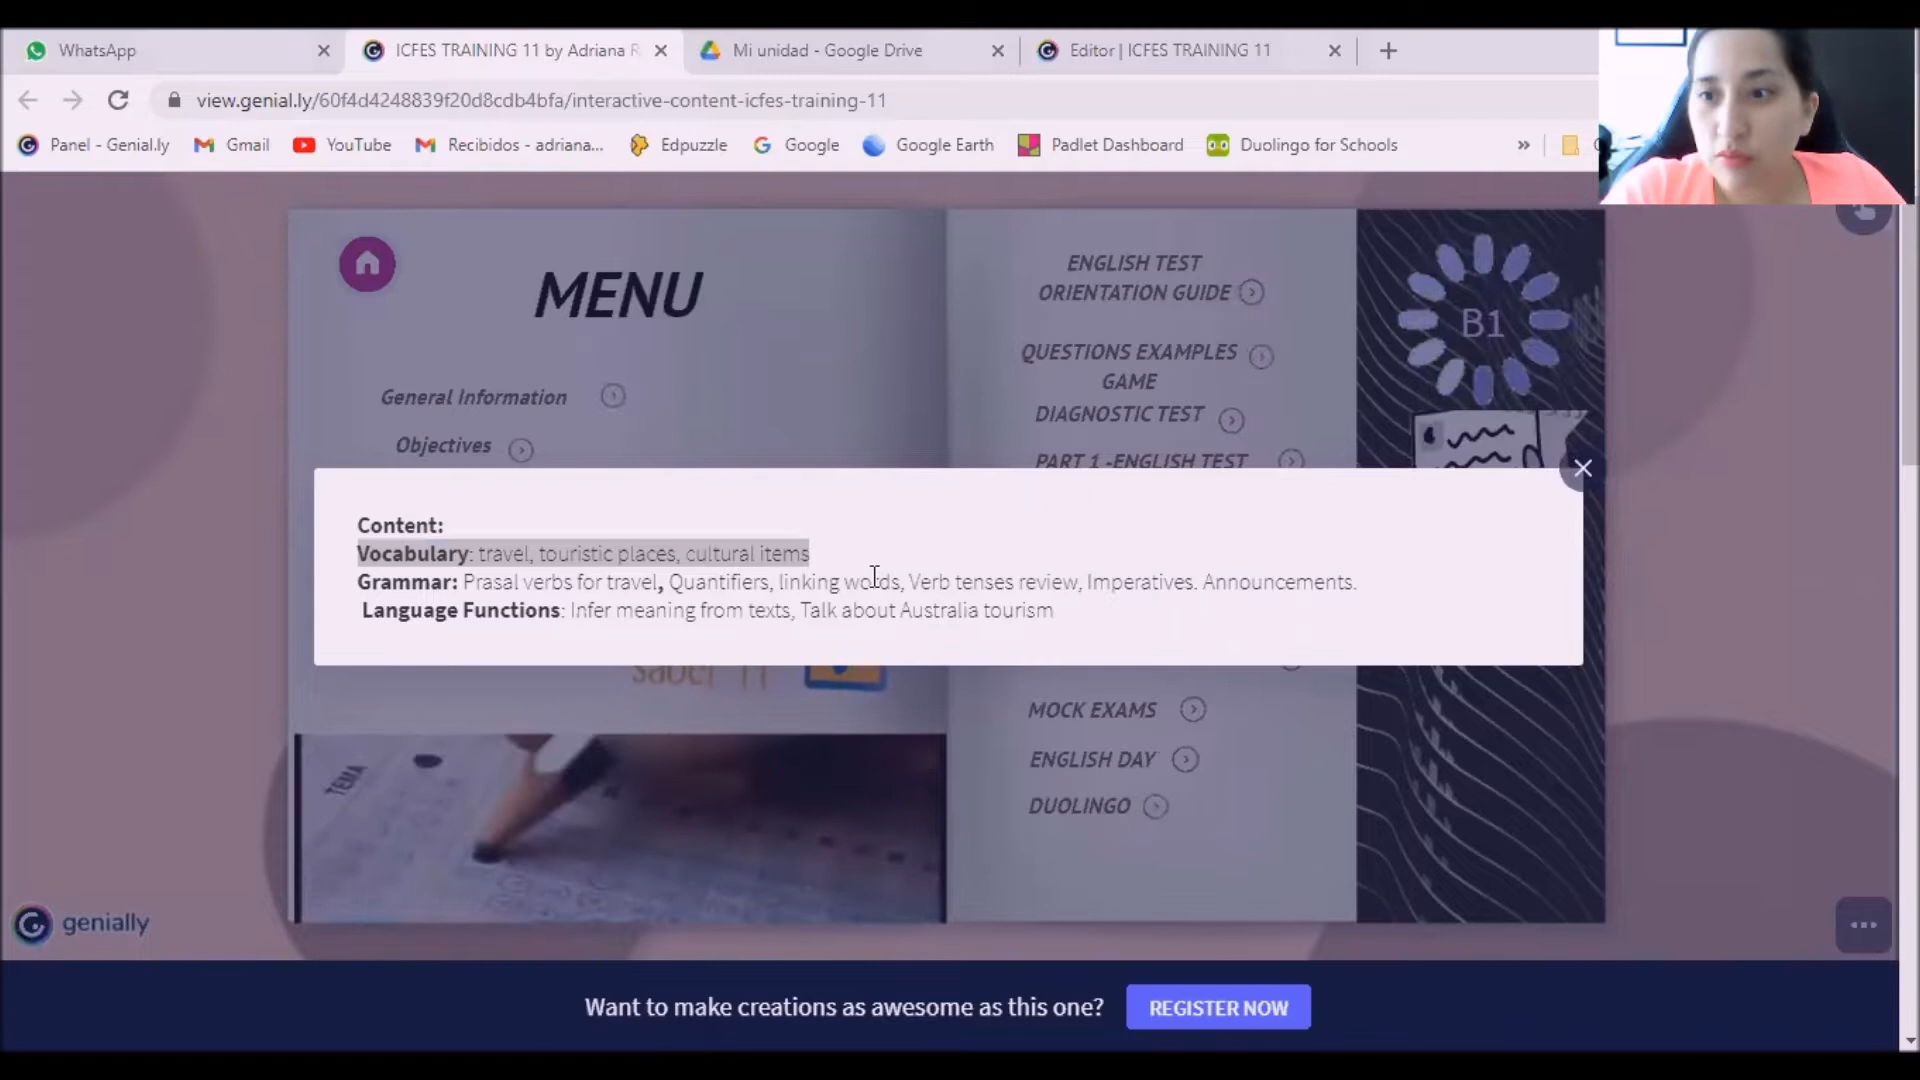 WhatsApp
ICFES TRAINING 11 by Adriana R
Mi unidad - Google Drive
Editor | ICFES TRAINING 11
view.genial.ly/60f4d4248839f20d8cdb4bfa/interactive-content-icfes-training-11
Panel - Genial.ly
Gmail
YouTube
Recibidos - adriana...
Edpuzzle
Google
Google Earth
Padlet Dashboard
Duolingo for Schools
»
MENU
General Information
Objectives
ENGLISH TEST
ORIENTATION GUIDE
QUESTIONS EXAMPLES
GAME
DIAGNOSTIC TEST
PART 1 -ENGLISH TEST
B1
Content:
Vocabulary: travel, touristic places, cultural items
Grammar: Prasal verbs for travel, Quantifiers, linking words, Verb tenses review, Imperatives. Announcements.
Language Functions: Infer meaning from texts, Talk about Australia tourism
saber 11
TEMA
MOCK EXAMS
ENGLISH DAY
DUOLINGO
genially
Want to make creations as awesome as this one?
REGISTER NOW